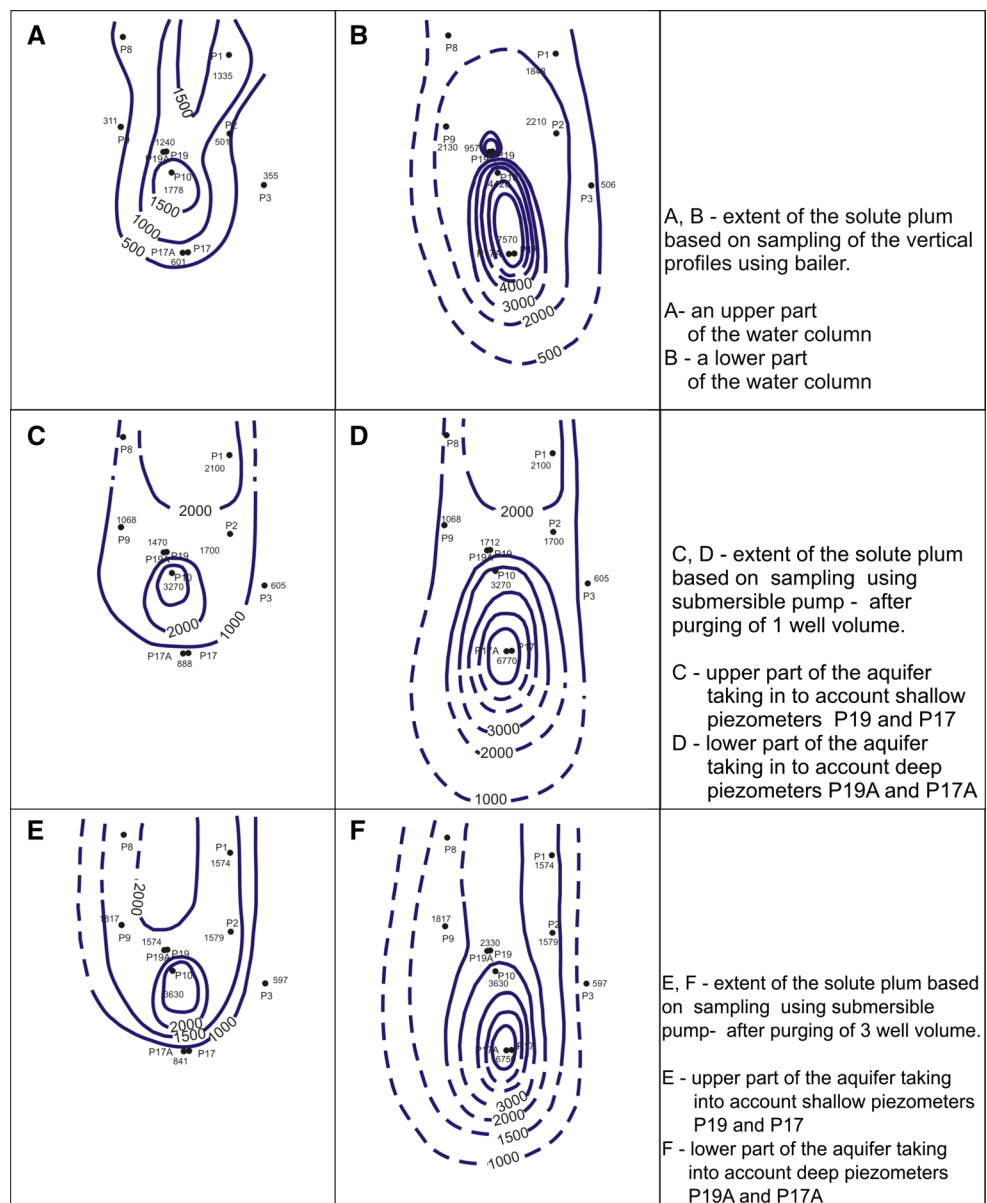 A
P8
P1
1335
1500
311
P9
P2
501
1240
P19A P19
P10
1778
1500
355
P3
1000
500
P17A P17
601
B
P8
P1
1843
P9
2130
2210 P2
957
P19A P19
P10
4120
506
P3
7570
P17A P17
4000
3000
2000
500
A, B - extent of the solute plum
based on sampling of the vertical
profiles using bailer.
A- an upper part
of the water column
B - a lower part
of the water column
C
P8
P1
2100
2000
1068
P9
P2
1700
1470
P19A P19
P10
3270
605
P3
2000
1000
P17A P17
888
D
P8
P1
2100
2000
1068
P9
P2
1700
1712
P19A P19
P10
3270
605
P3
P17A P17
6770
3000
2000
1000
C, D - extent of the solute plum
based on sampling using
submersible pump - after
purging of 1 well volume.
C - upper part of the aquifer
taking in to account shallow
piezometers P19 and P17
D - lower part of the aquifer
taking in to account deep
piezometers P19A and P17A
E
P8
P1
1574
2000
1817
P9
P2
1579
1574
P19A P19
P10
3630
597
P3
2000
1500
1000
P17A P17
841
F
P8
P1
1574
1817
P9
P2
1579
2330
P19A P19
P10
3630
597
P3
P17A P17
6750
3000
2000
1500
1000
E, F - extent of the solute plum based
on sampling using submersible
pump- after purging of 3 well volume.
E - upper part of the aquifer taking
into account shallow piezometers
P19 and P17
F - lower part of the aquifer taking
into account deep piezometers
P19A and P17A